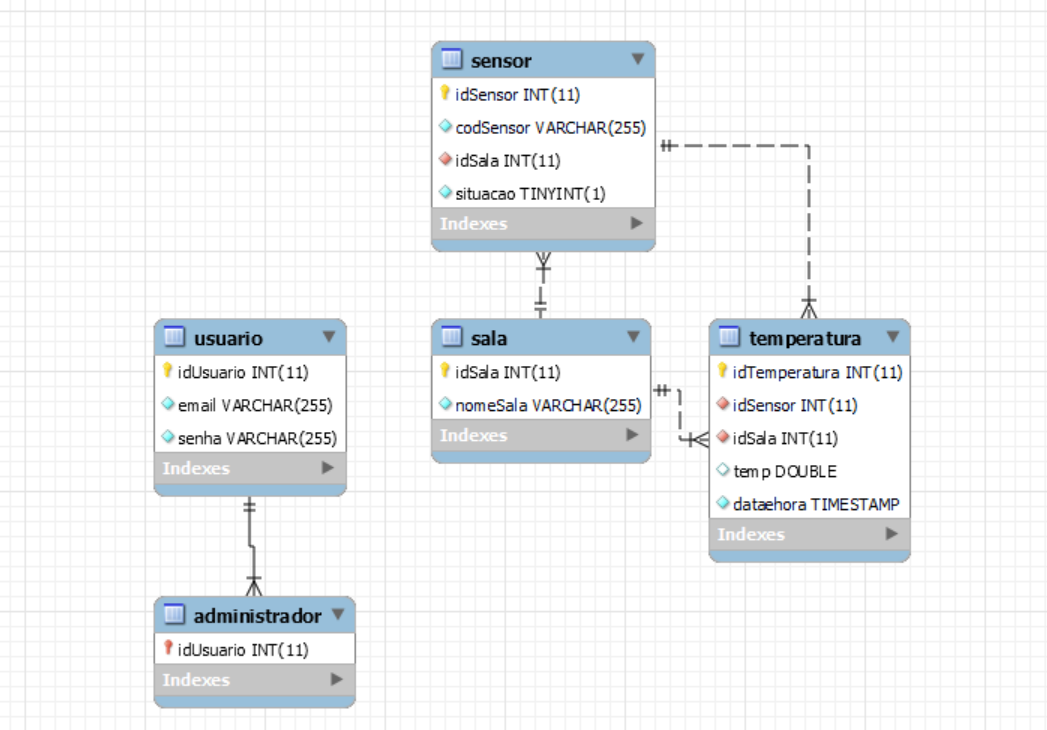 sensor
idSensor INT(11)
codSensor VARCHAR(255)
idSala INT(11)
situacao TINYINT(1)
Indexes
usuario
idUsuario INT(11)
email VARCHAR(255)
senha VARCHAR(255)
Indexes
sala
idSala INT(11)
nomeSala VARCHAR(255)
Indexes
temperatura
idTemperatura INT(11)
idSensor INT(11)
idSala INT(11)
temp DOUBLE
dataehora TIMESTAMP
Indexes
administrador
idUsuario INT(11)
Indexes